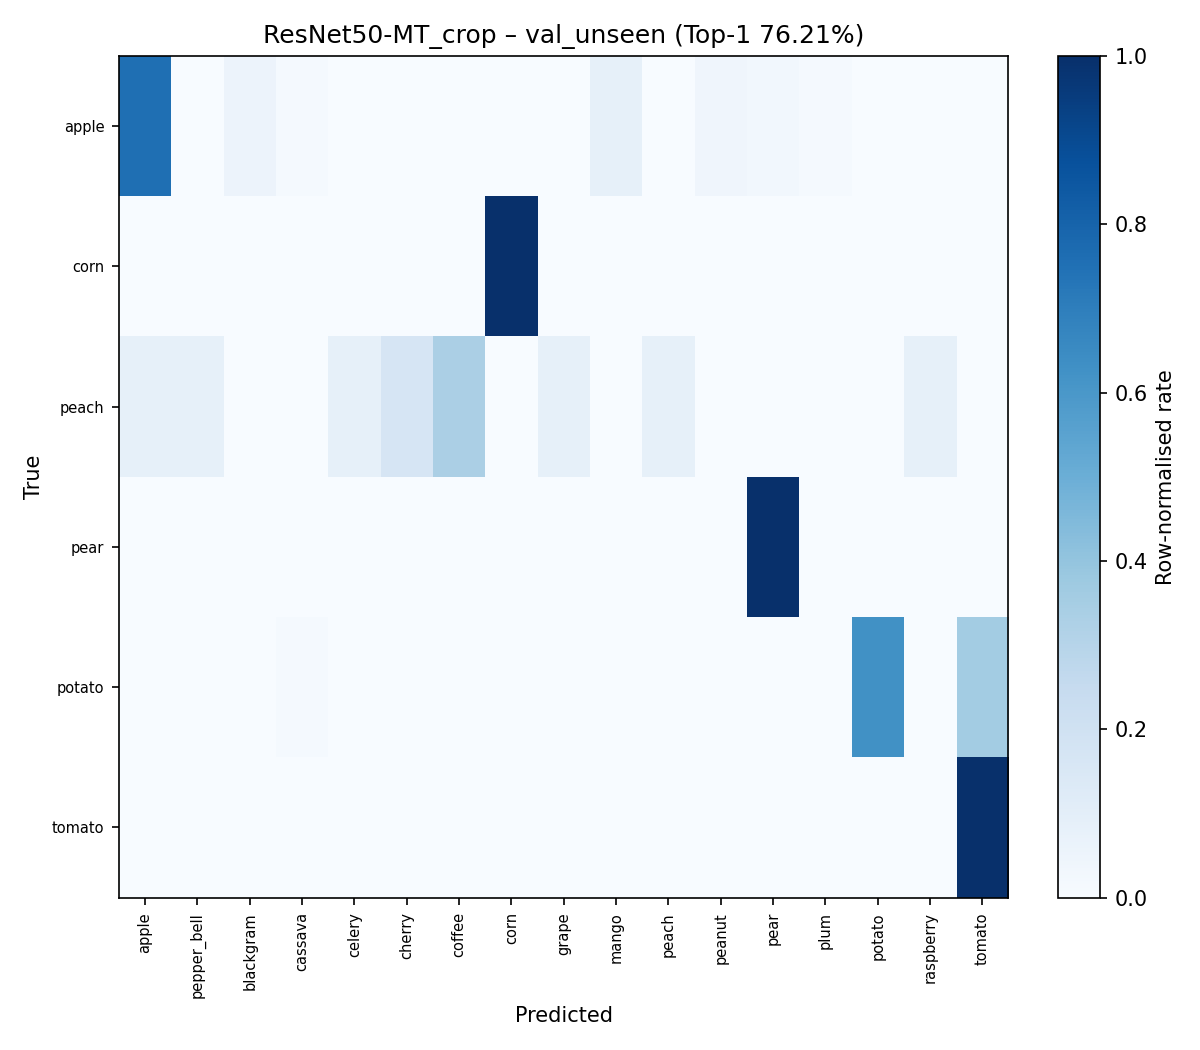 ResNet50-MT_crop – val_unseen (Top-1 76.21%)
True
apple
corn
peach
pear
potato
tomato
apple
pepper_bell
blackgram
cassava
celery
cherry
coffee
corn
grape
mango
peach
peanut
pear
plum
potato
raspberry
tomato
Predicted
1.0
0.8
0.6
0.4
0.2
0.0
Row-normalised rate